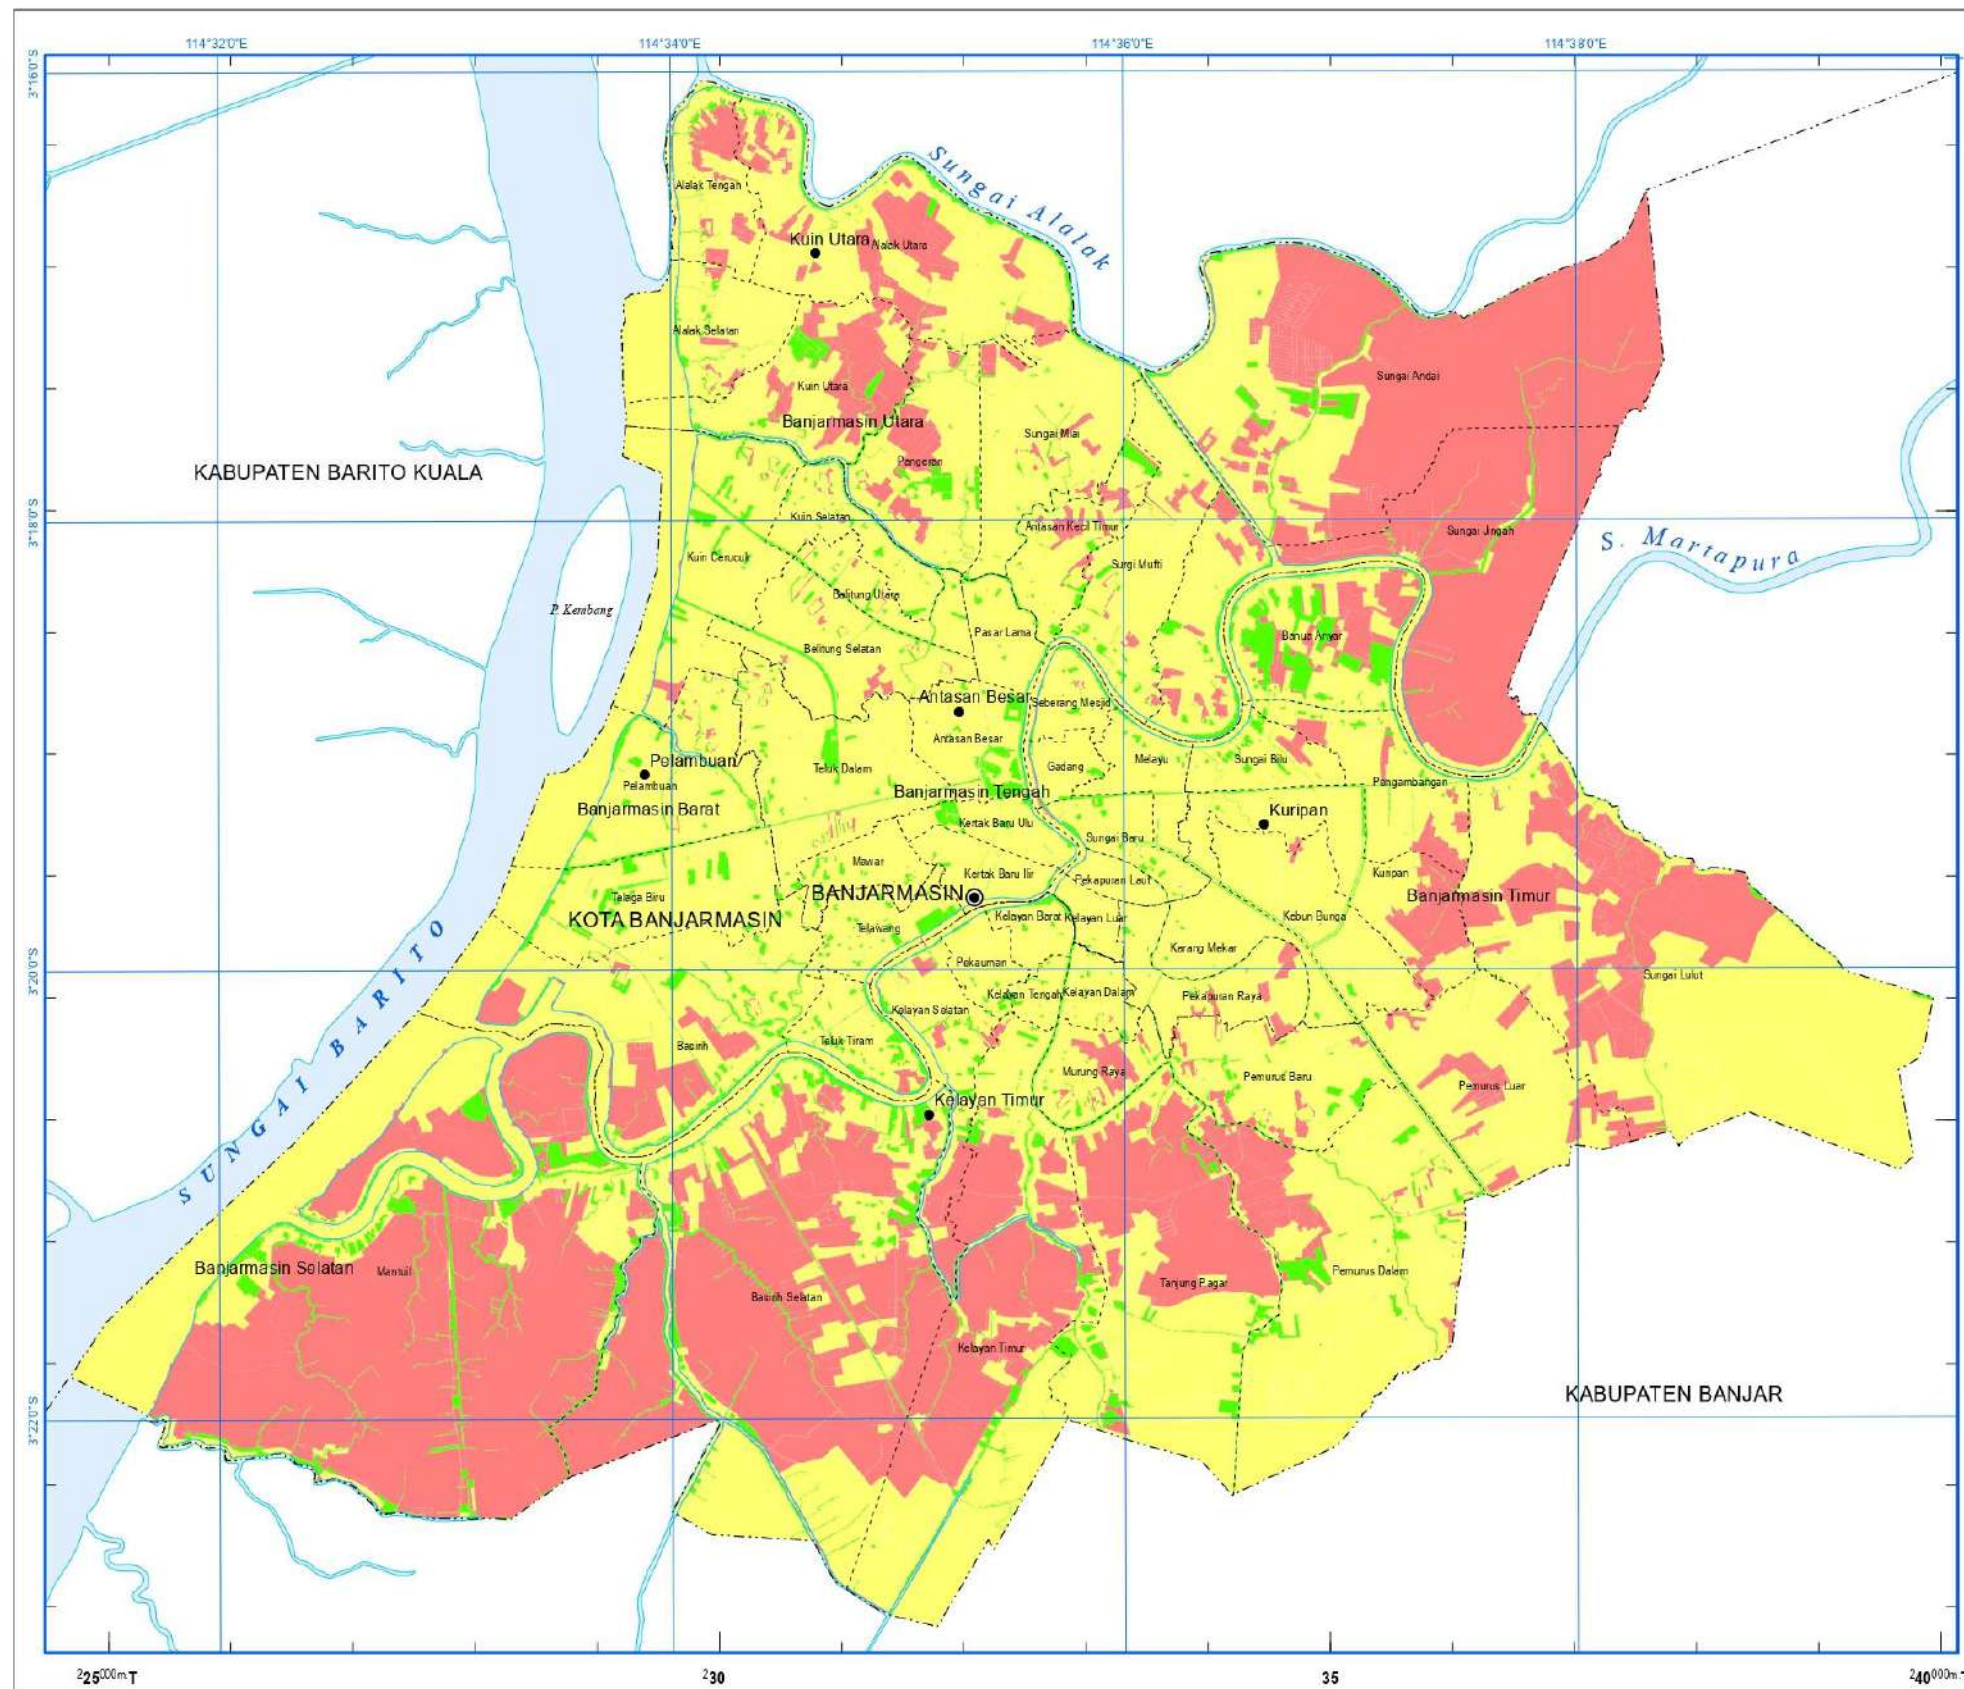 114°32'0"E
114°34'0"E
114°36'0"E
114°38'0"E
3°16'0"S
Sungai Alalak
Alalak Tengah
Kuin Utara
Alalak Utara
Alalak Selatan
Sungai Andai
Kuin Utara
Banjarmasin Utara
Sungai Miai
Pangeran
KABUPATEN BARITO KUALA
3°18'0"S
Kuin Selatan
Antasan Kecil Timur
Sungai Jingah
S. Martapura
Kuin Cerucuk
Surgi Mufti
P. Kembang
Belitung Utara
Pasar Lama
Banua Anyar
Belitung Selatan
Antasan Besar
Seberang Mesjid
Antasan Besar
Pelambuan
Teluk Dalam
Gadang
Melayu
Sungai Bilu
Pelambuan
Pengambangan
Banjarmasin Barat
Banjarmasin Tengah
Kuripan
Kertak Baru Ulu
Sungai Baru
Mawar
Kertak Baru Ilir
Pekapuran Laut
Kuripan
Telaga Biru
BANJARMASIN
Banjarmasin Timur
KOTA BANJARMASIN
Kelayan Barat
Kelayan Luar
Kebun Bunga
Telawang
Karang Mekar
SUNGAI BARITO
Pekauman
3°20'0"S
Sungai Lulut
Kelayan Tengah
Kelayan Dalam
Pekapuran Raya
Kelayan Selatan
Basirih
Teluk Tiram
Murung Raya
Pemurus Baru
Pemurus Luar
Kelayan Timur
Banjarmasin Selatan
Mantuil
Pemurus Dalam
Tanjung Pagar
Basirih Selatan
Kelayan Timur
KABUPATEN BANJAR
3°22'0"S
225000m.T
230
35
240000m.T